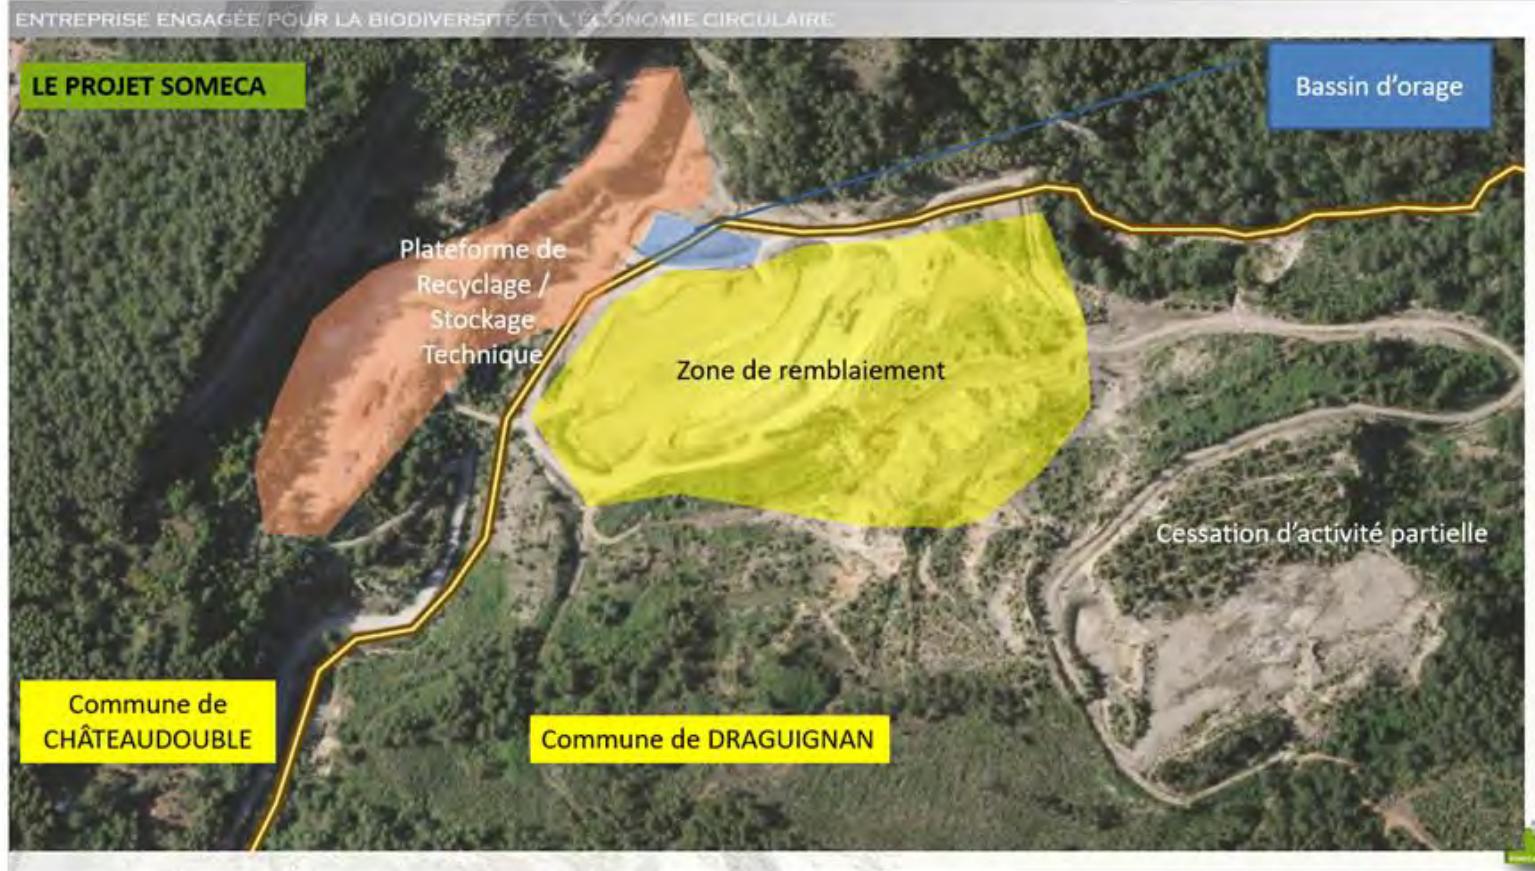 ENTREPRISE ENGAGÉE POUR LA BIODIVERSITÉ ET L'ÉCONOMIE CIRCULAIRE
LE PROJET SOMECA
Bassin d'orage
Plateforme de
Recyclage /
Stockage
Technique
Zone de remblaiement
Cessation d'activité partielle
Commune de
CHÂTEAUDOUBLE
Commune de DRAGUIGNAN